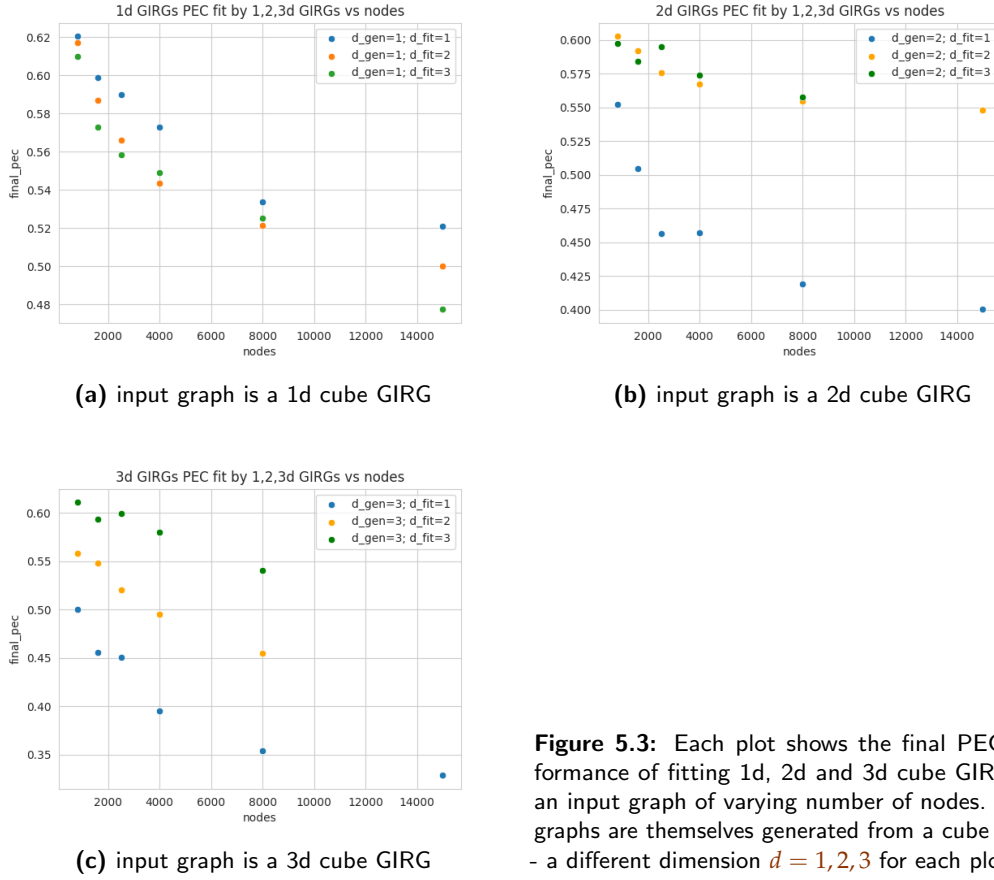 1d GIRGs PEC fit by 1,2,3d GIRGs vs nodes
d_gen=1; d_fit=1
d_gen=1; d_fit=2
d_gen=1; d_fit=3
0.62
0.60
0.58
0.56
0.54
0.52
0.50
0.48
final_pec
2000 4000 6000 8000 10000 12000 14000
nodes
(a) input graph is a 1d cube GIRG
2d GIRGs PEC fit by 1,2,3d GIRGs vs nodes
d_gen=2; d_fit=1
d_gen=2; d_fit=2
d_gen=2; d_fit=3
0.600
0.575
0.550
0.525
0.500
0.475
0.450
0.425
0.400
final_pec
2000 4000 6000 8000 10000 12000 14000
nodes
(b) input graph is a 2d cube GIRG
3d GIRGs PEC fit by 1,2,3d GIRGs vs nodes
d_gen=3; d_fit=1
d_gen=3; d_fit=2
d_gen=3; d_fit=3
0.60
0.55
0.50
0.45
0.40
0.35
final_pec
2000 4000 6000 8000 10000 12000 14000
nodes
(c) input graph is a 3d cube GIRG
Figure 5.3: Each plot shows the final PEC
formance of fitting 1d, 2d and 3d cube GIR
an input graph of varying number of nodes.
graphs are themselves generated from a cube
- a different dimension d = 1, 2, 3 for each plo